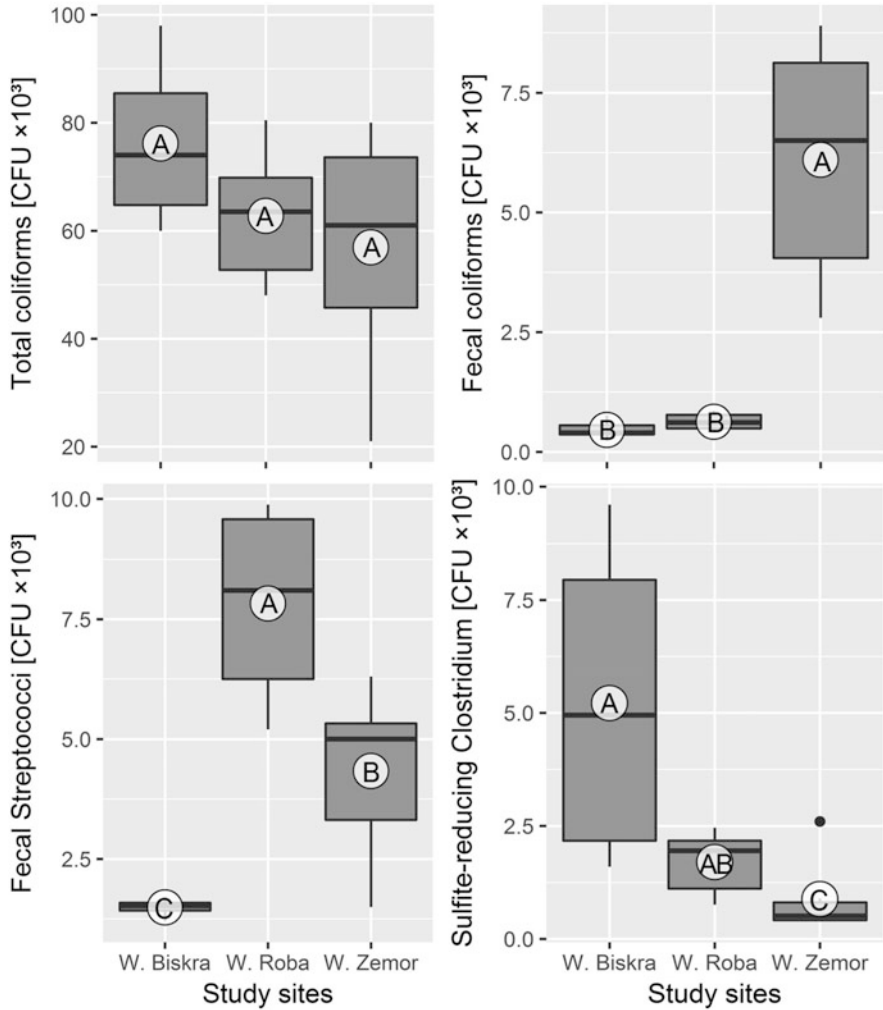 Total coliforms [CFU ×10³]
100
80
60
40
20
A
A
A
Fecal coliforms [CFU ×10³]
7.5
5.0
2.5
0.0
B
B
A
Fecal Streptococci [CFU ×10³]
10.0
7.5
5.0
2.5
C
A
B
W. Biskra W. Roba W. Zemor
Study sites
Sulfite-reducing Clostridium [CFU ×10³]
10.0
7.5
5.0
2.5
0.0
A
AB
C
W. Biskra W. Roba W. Zemor
Study sites